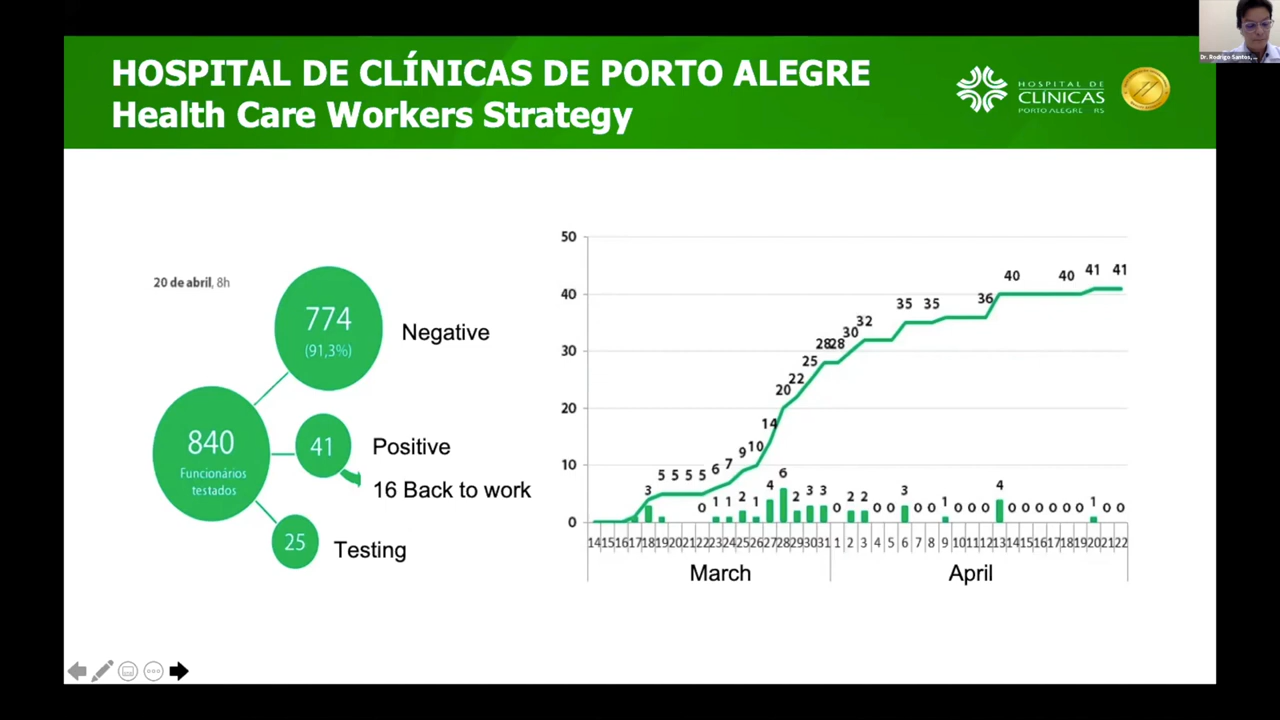 Dr. Rodrigo Santos, ...
HOSPITAL DE CLÍNICAS DE PORTO ALEGRE
Health Care Workers Strategy
HOSPITAL DE
CLÍNICAS
PORTO ALEGRE RS
20 de abril, 8h
774
(91,3%)
Negative
840
Funcionários
testados
41
Positive
16 Back to work
25
Testing
50
40
30
20
10
0
3 5 5 5 5 6 7 9 10 14 20 22 25 28 28 30 32 35 35 36 40 40 41 41
3 0 1 1 2 1 4 6 2 3 3 0 2 2 0 0 3 0 0 1 0 0 0 4 0 0 0 0 0 0 1 0 0
14 15 16 17 18 19 20 21 22 23 24 25 26 27 28 29 30 31 1 2 3 4 5 6 7 8 9 10 11 12 13 14 15 16 17 18 19 20 21 22
March April